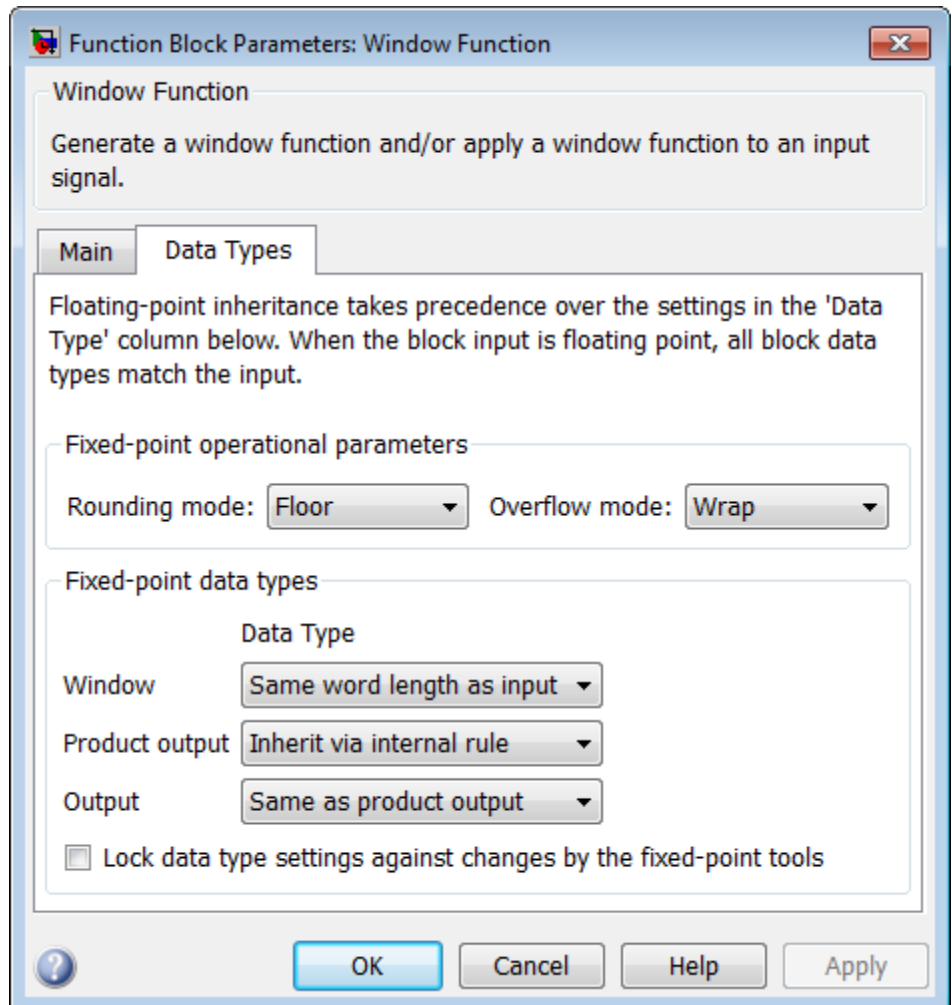 Function Block Parameters: Window Function
Window Function
Generate a window function and/or apply a window function to an input
signal.
Main Data Types
Floating-point inheritance takes precedence over the settings in the 'Data
Type' column below. When the block input is floating point, all block data
types match the input.
Fixed-point operational parameters
Rounding mode: Floor Overflow mode: Wrap
Fixed-point data types
Data Type
Window Same word length as input
Product output Inherit via internal rule
Output Same as product output
Lock data type settings against changes by the fixed-point tools
? OK Cancel Help Apply